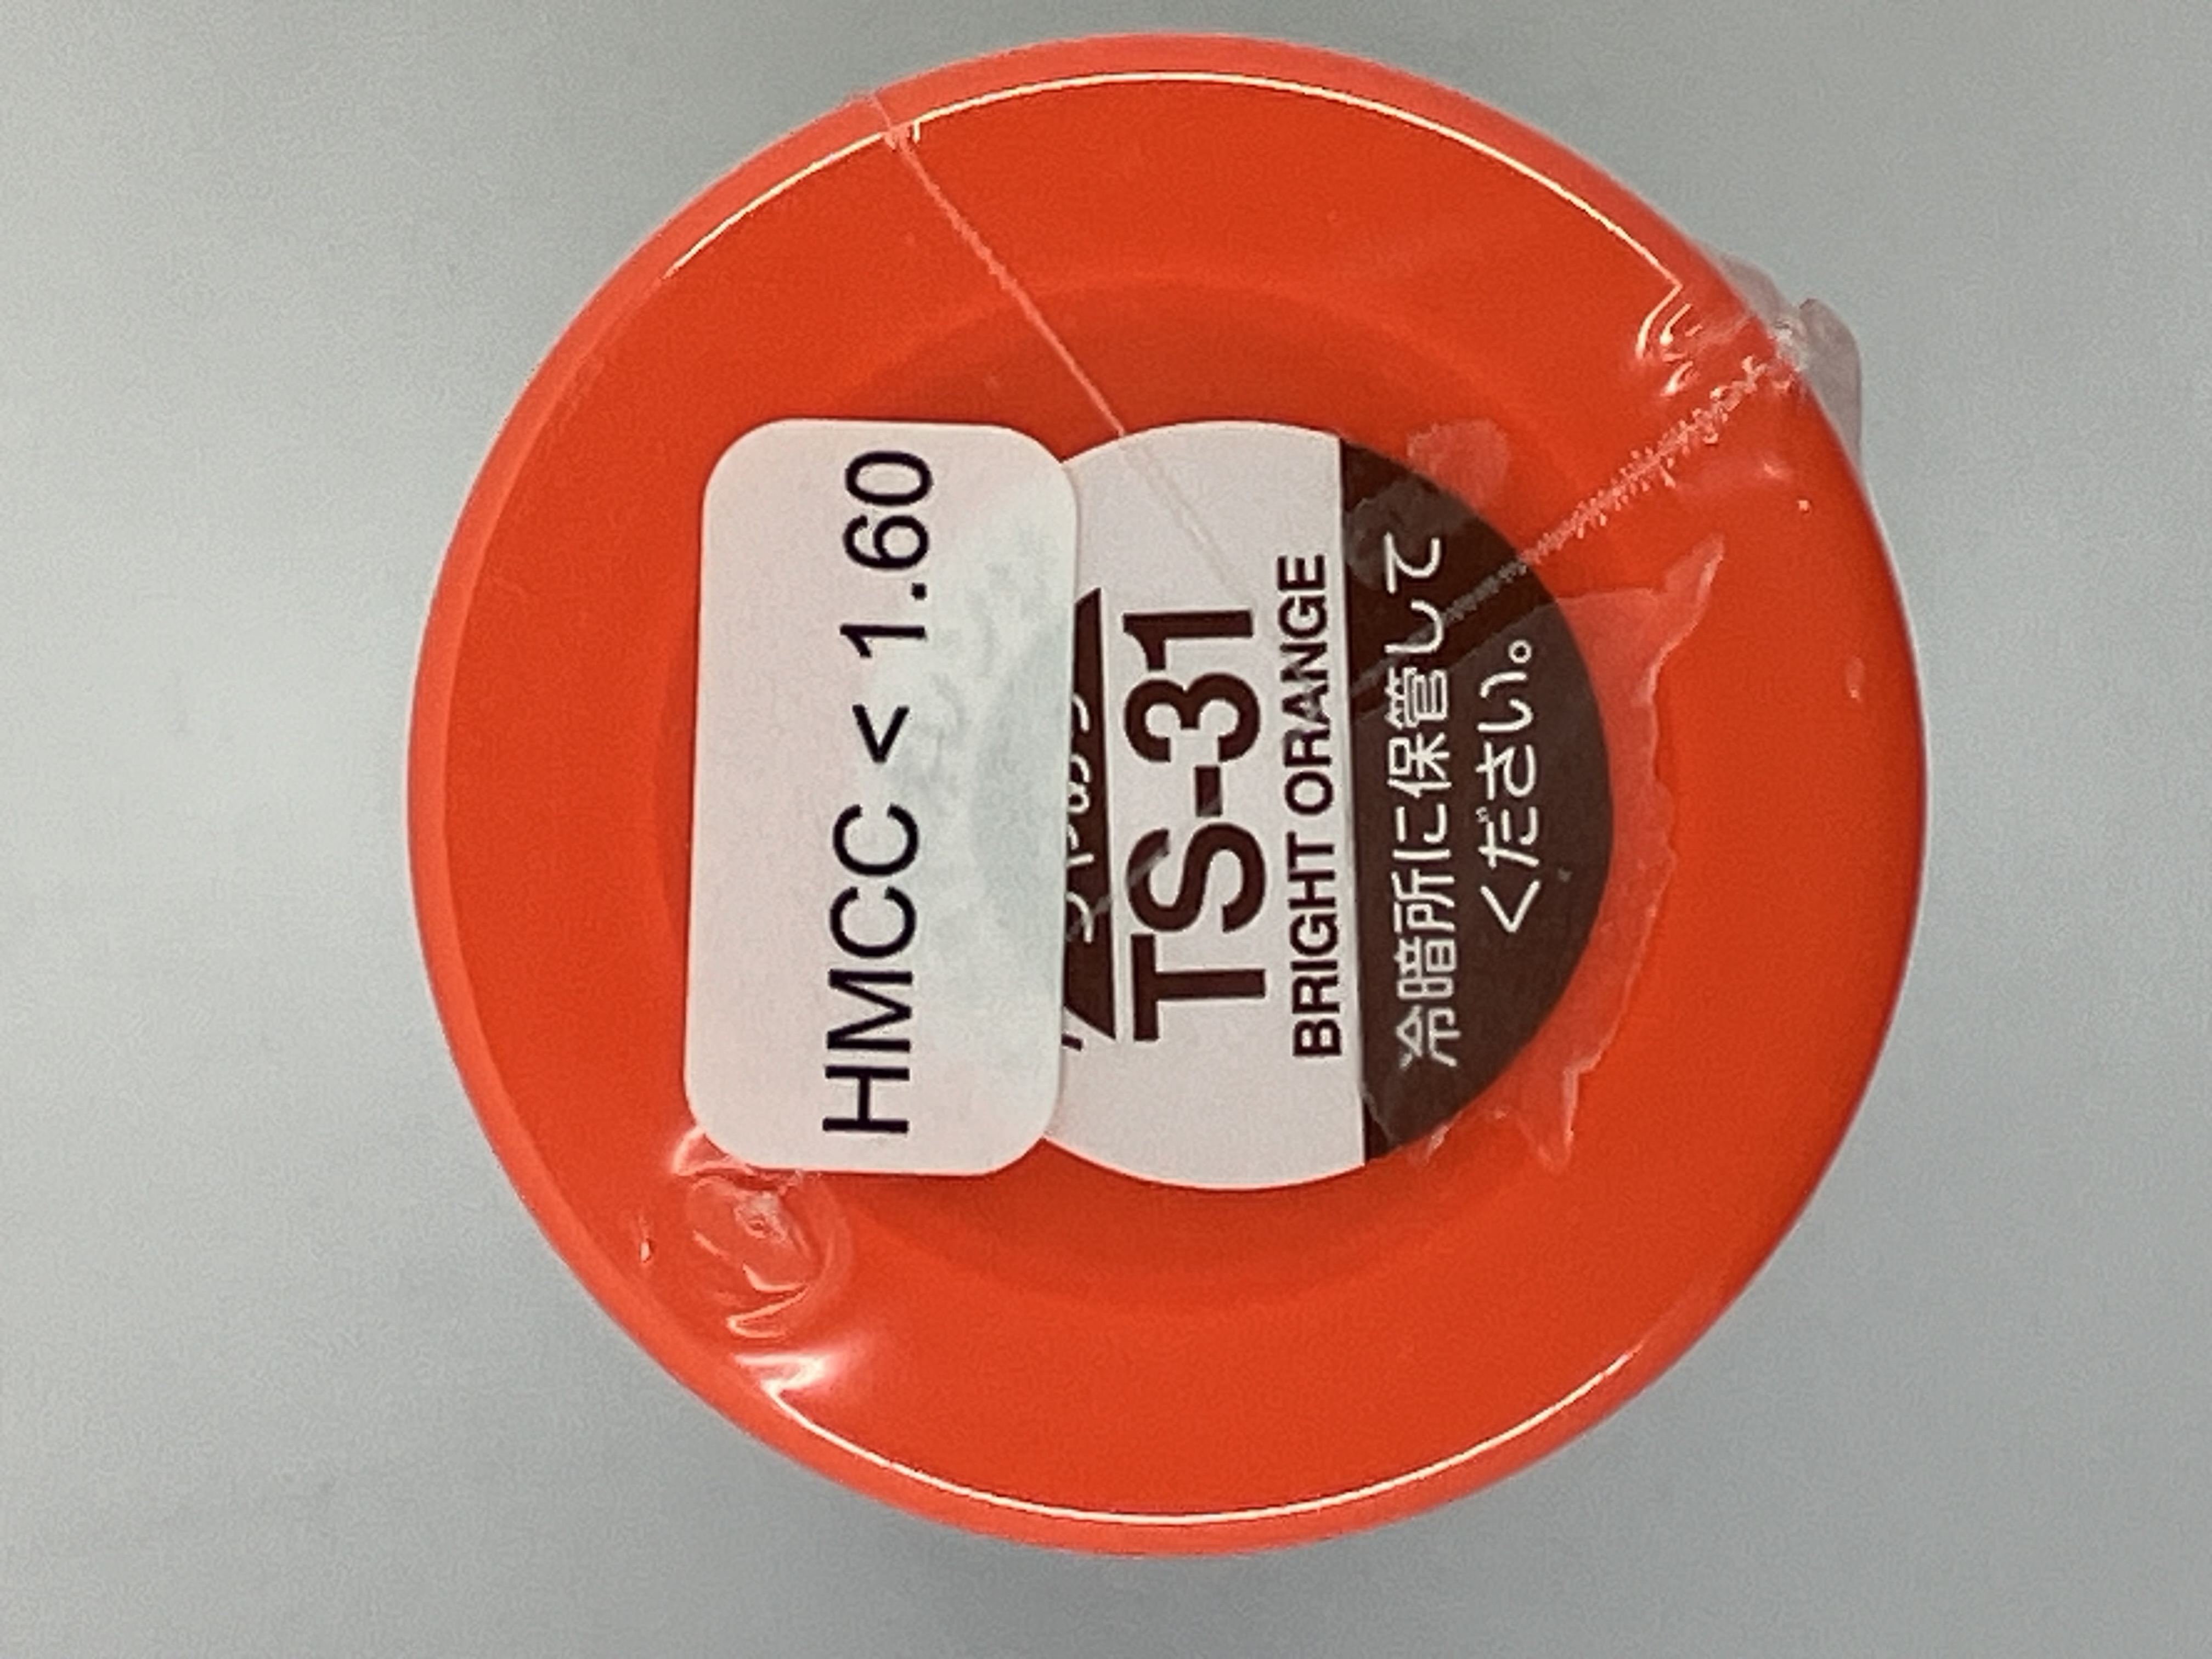 HMCC < 1.60
TS-31
BRIGHT ORANGE
冷暗所に保管して
ください。